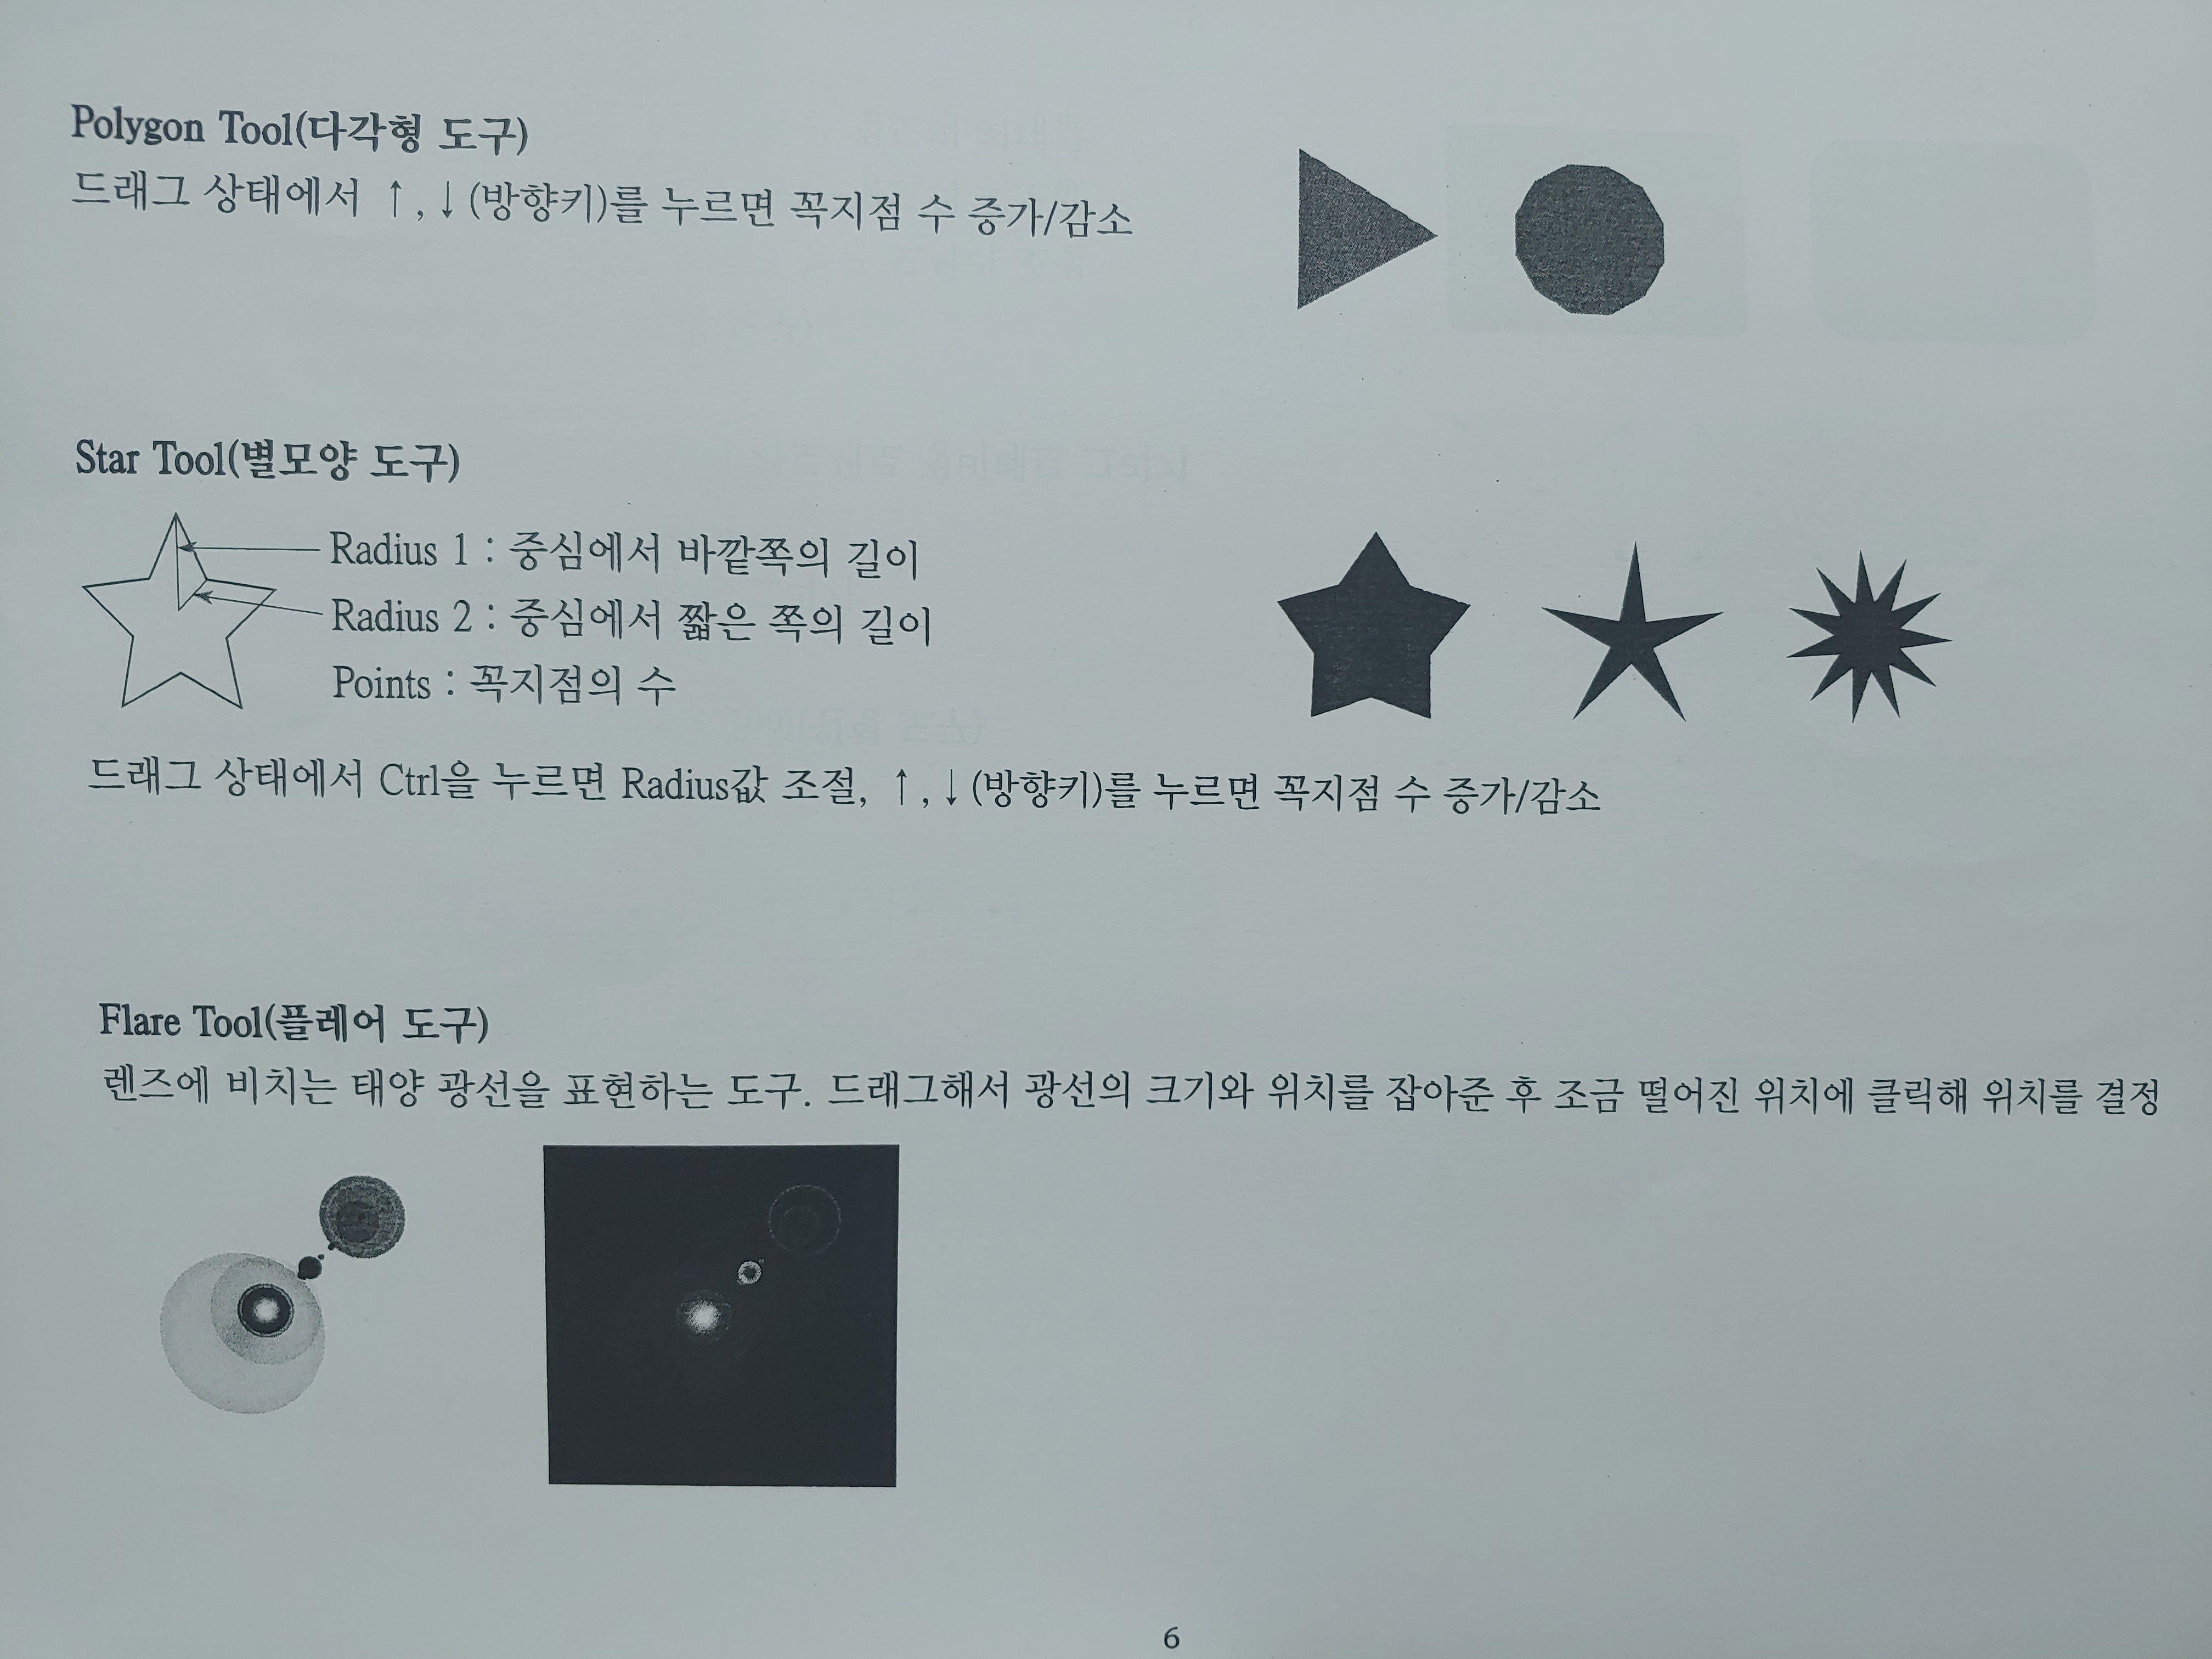 Polygon Tool(다각형 도구)
드래그 상태에서 ↑,↓(방향키)를 누르면 꼭지점 수 증가/감소
Star Tool(별모양 도구)
Radius 1 : 중심에서 바깥쪽의 길이
Radius 2 : 중심에서 짧은 쪽의 길이
Points : 꼭지점의 수
드래그 상태에서 Ctrl을 누르면 Radius값 조절, ↑,↓(방향키)를 누르면 꼭지점 수 증가/감소
Flare Tool(플레어 도구)
렌즈에 비치는 태양 광선을 표현하는 도구. 드래그해서 광선의 크기와 위치를 잡아준 후 조금 떨어진 위치에 클릭해 위치를 결정
6